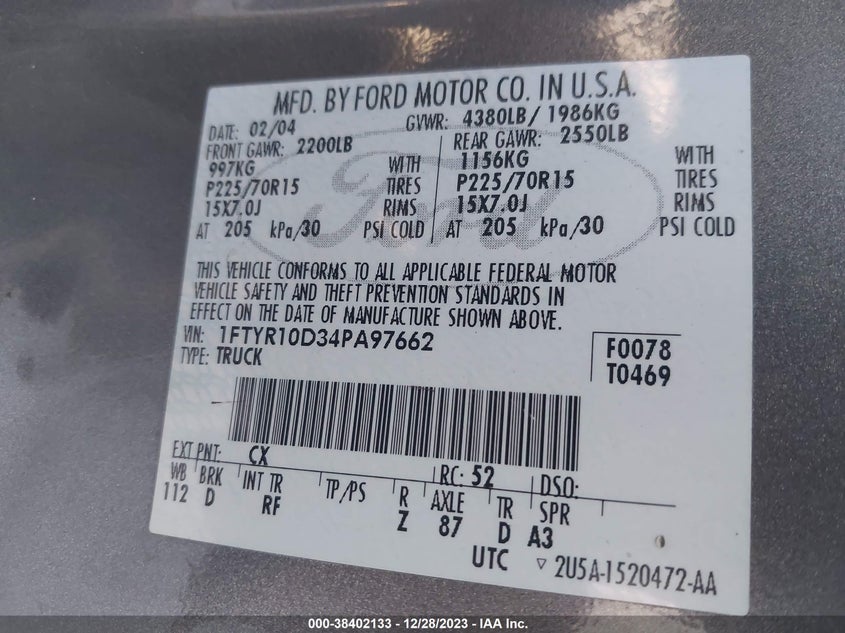 MFD. BY FORD MOTOR CO. IN U.S.A.
DATE: 02/04 GVWR: 4380LB/ 1986KG
FRONT GAWR: 2200LB REAR GAWR: 2550LB
997KG WITH 1156KG WITH
P225/70R15 TIRES P225/70R15 TIRES
15X7.0J RIMS 15X7.0J RIMS
AT 205 kPa/30 PSI COLD AT 205 kPa/30 PSI COLD
Ford
THIS VEHICLE CONFORMS TO ALL APPLICABLE FEDERAL MOTOR
VEHICLE SAFETY AND THEFT PREVENTION STANDARDS IN
EFFECT ON THE DATE OF MANUFACTURE SHOWN ABOVE.
VIN: 1FTYR10D34PA97662 F0078
TYPE: TRUCK T0469
EXT PNT: CX RC: 52 DSO:
WB BRK INT TR TP/PS R AXLE TR SPR
112 D RF Z 87 D A3
UTC ▽ 2U5A-1520472-AA
000-38402133 - 12/28/2023 - IAA Inc.